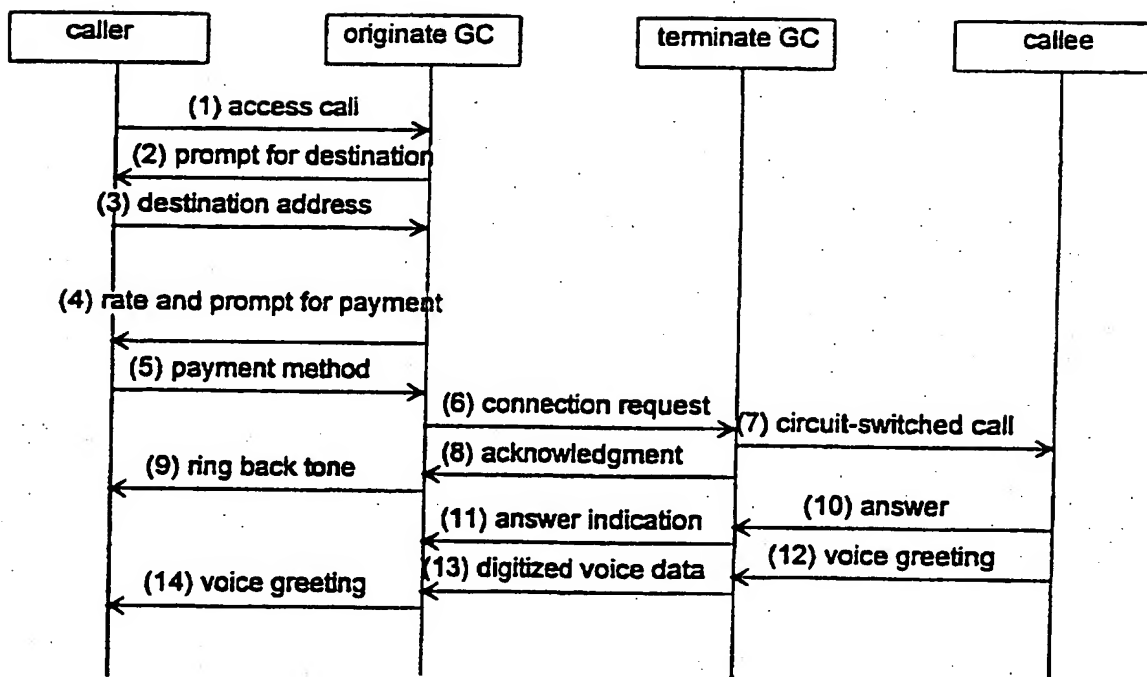 caller
originate GC
terminate GC
callee
(1) access call
(2) prompt for destination
(3) destination address
(4) rate and prompt for payment
(5) payment method
(6) connection request
(7) circuit-switched call
(8) acknowledgment
(9) ring back tone
(10) answer
(11) answer indication
(12) voice greeting
(13) digitized voice data
(14) voice greeting